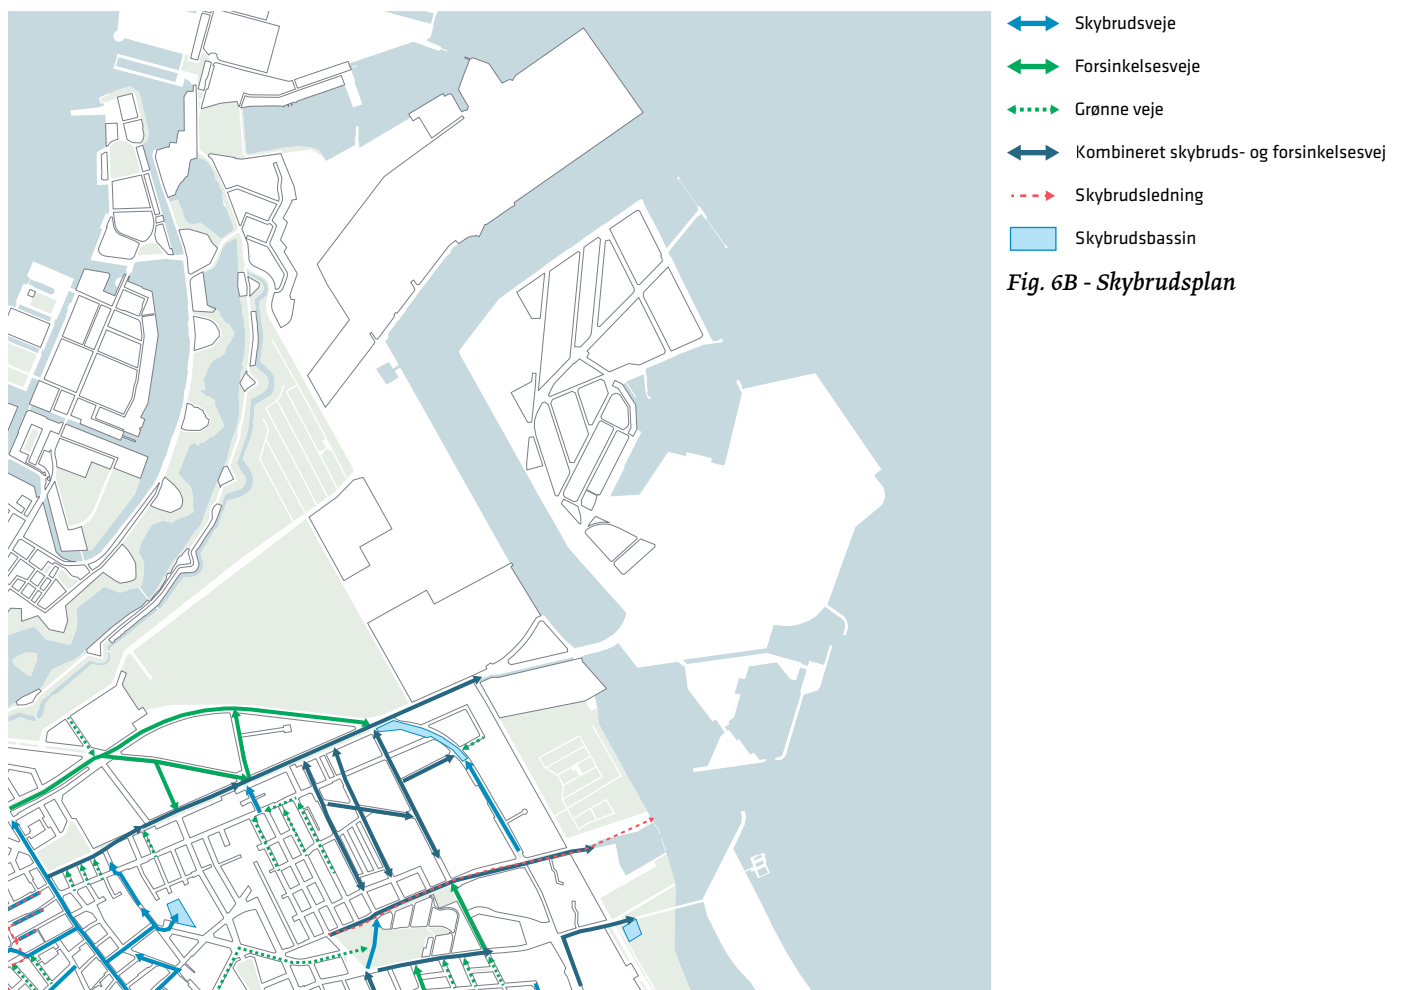 Skybrudsveje
Forsinkelsesveje
Grønne veje
Kombineret skybruds- og forsinkelsesvej
Skybrudsledning
Skybrudsbassin
Fig. 6B - Skybrudsplan